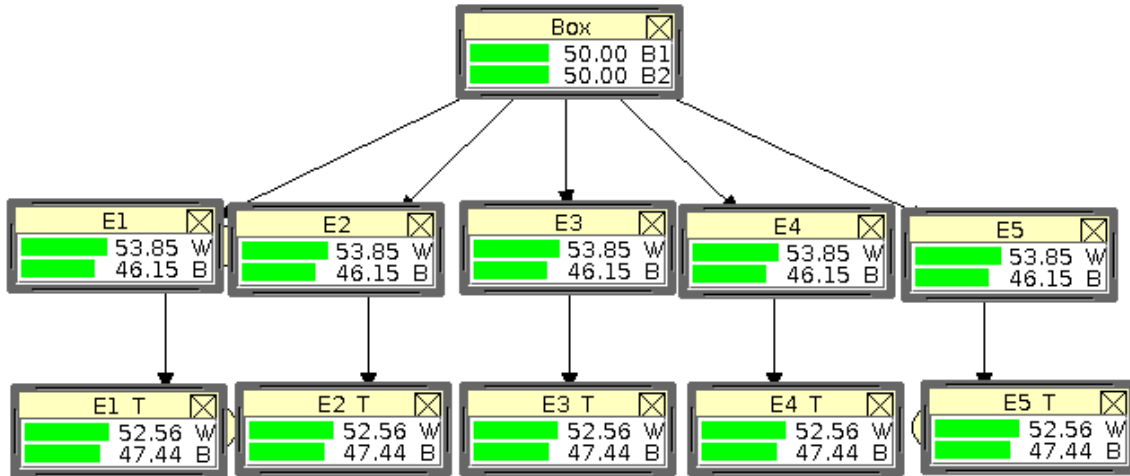 Box
50.00 B1
50.00 B2
E1
53.85 W
46.15 B
E2
53.85 W
46.15 B
E3
53.85 W
46.15 B
E4
53.85 W
46.15 B
E5
53.85 W
46.15 B
E1 T
52.56 W
47.44 B
E2 T
52.56 W
47.44 B
E3 T
52.56 W
47.44 B
E4 T
52.56 W
47.44 B
E5 T
52.56 W
47.44 B